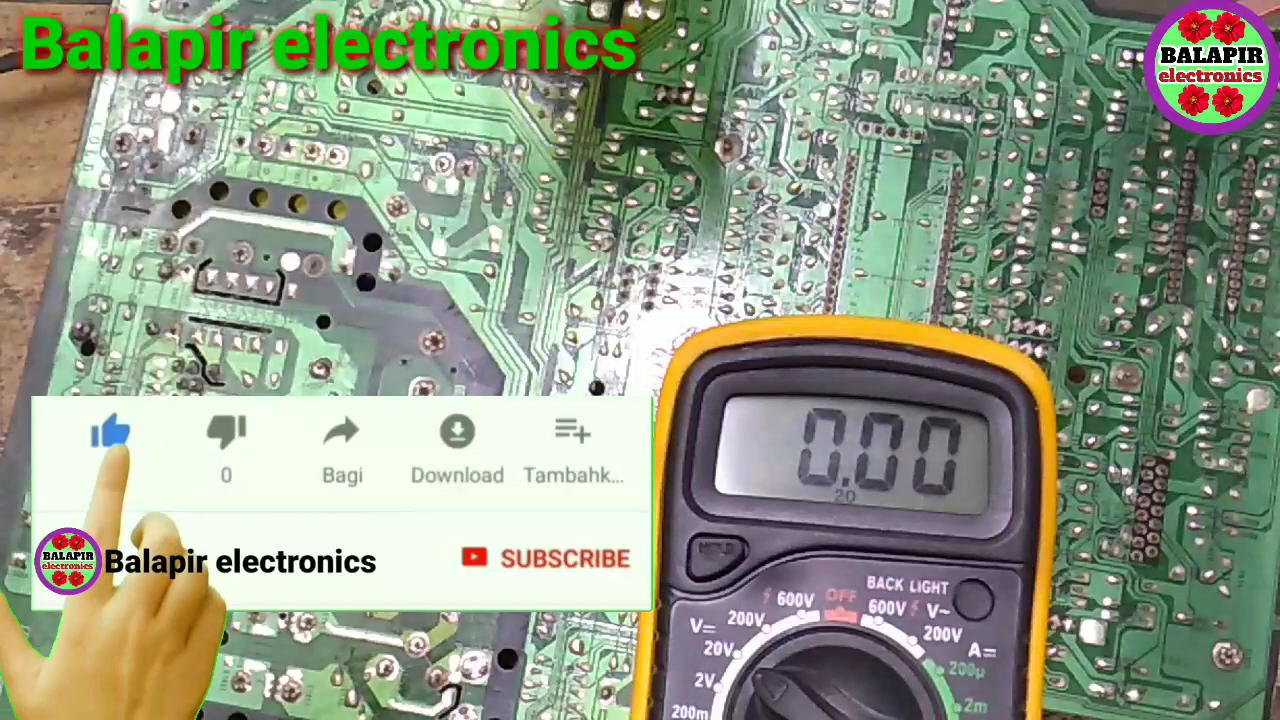 Balapir electronics
BALAPIR
electronics
0.00
20
0
Bagi
Download
Tambahk...
BALAPIR
electronics
Balapir electronics
SUBSCRIBE
HOLD
BACK LIGHT
OFF
600V
600V
V~
200V
200V
V=
A=
20V
200µ
2V
2m
200m